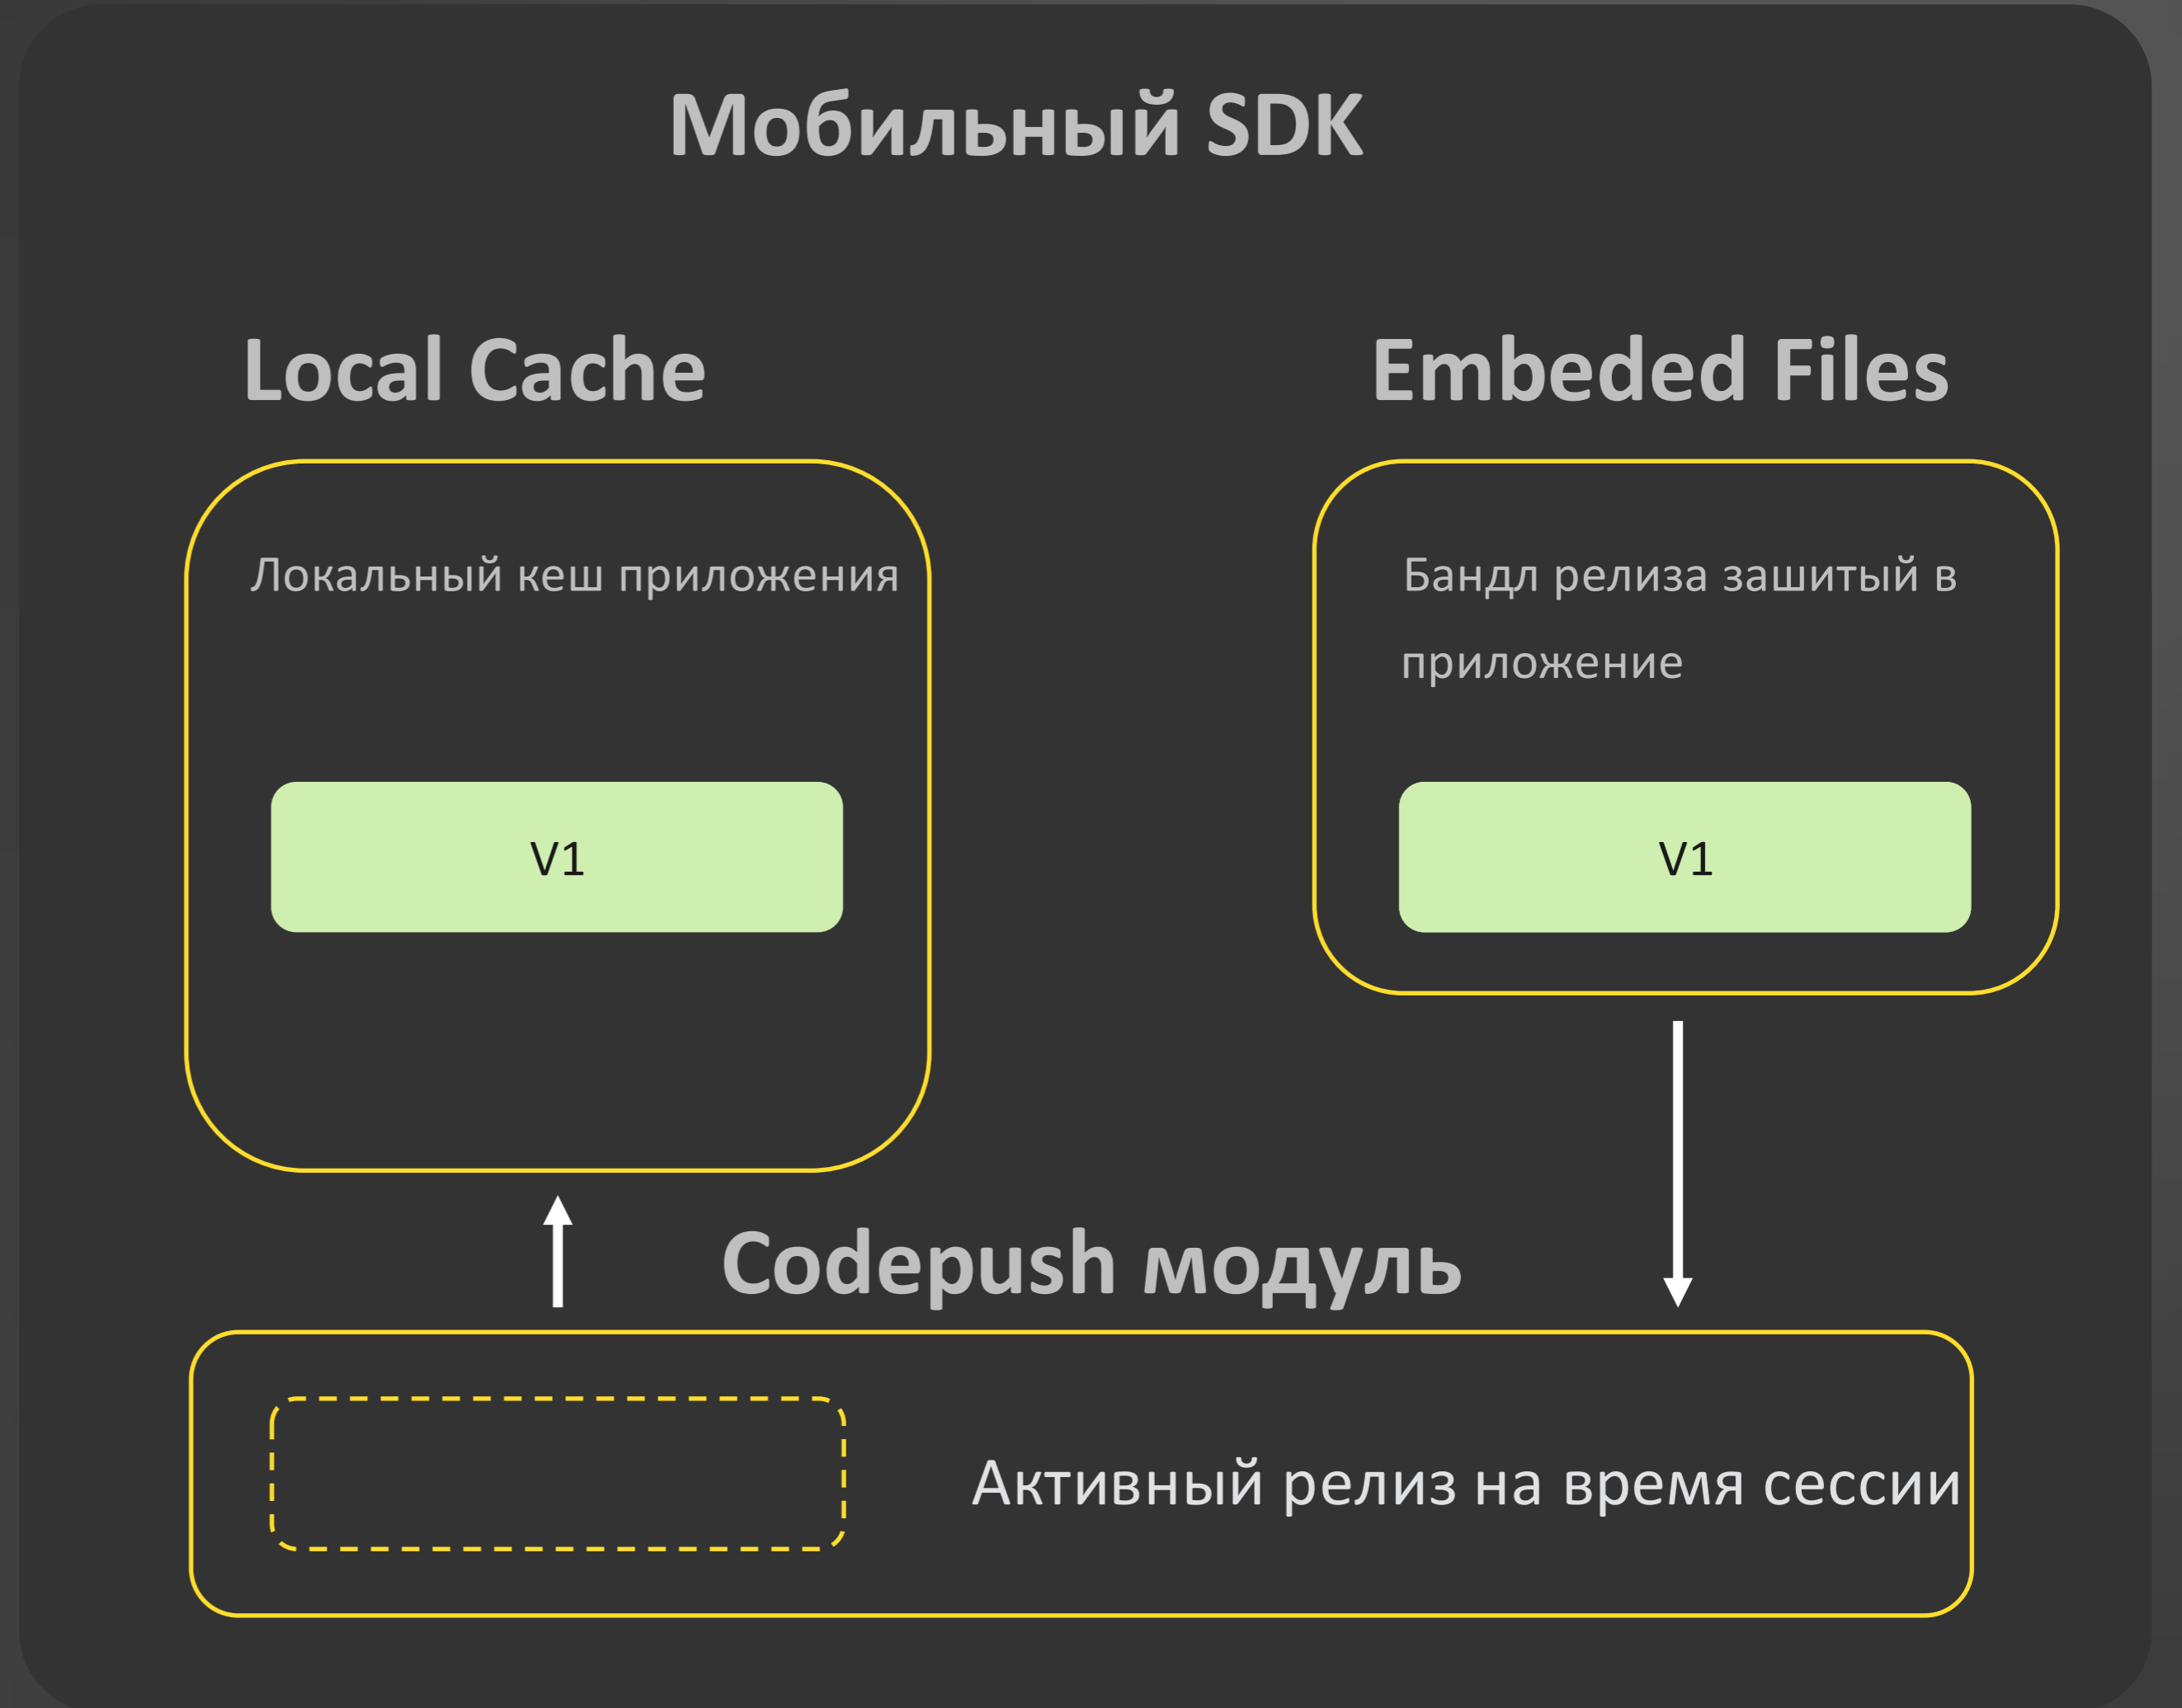 Мобильный SDK
Local Cache
Embeded Files
Локальный кеш приложения
Бандл релиза зашитый в
приложение
V1
V1
Codepush модуль
Активный релиз на время сессии